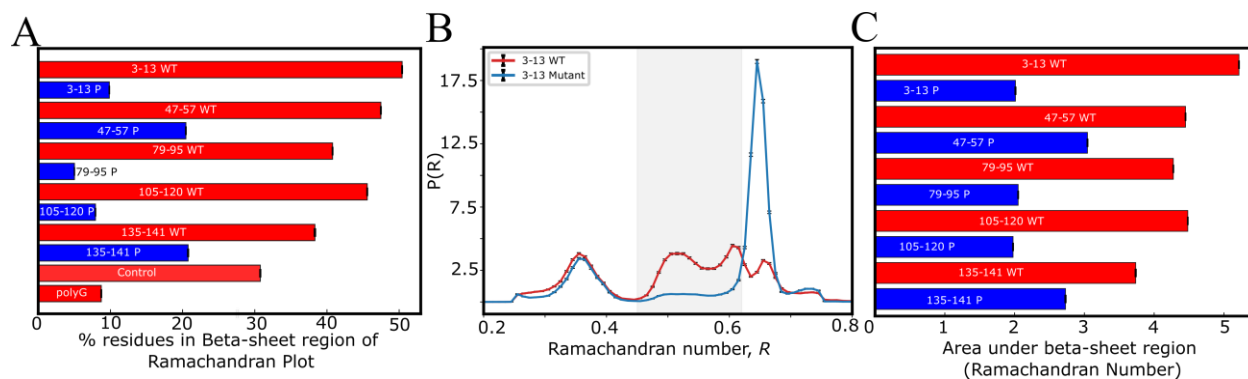 A
3-13 WT
3-13 P
47-57 WT
47-57 P
79-95 WT
79-95 P
105-120 WT
105-120 P
135-141 WT
135-141 P
Control
polyG
0 10 20 30 40 50
% residues in Beta-sheet region of
Ramachandran Plot
B
3-13 WT
3-13 Mutant
P(R)
17.5
12.5
7.5
2.5
0.2 0.4 0.6 0.8
Ramachandran number, R
C
3-13 WT
3-13 P
47-57 WT
47-57 P
79-95 WT
79-95 P
105-120 WT
105-120 P
135-141 WT
135-141 P
0 1 2 3 4 5
Area under beta-sheet region
(Ramachandran Number)